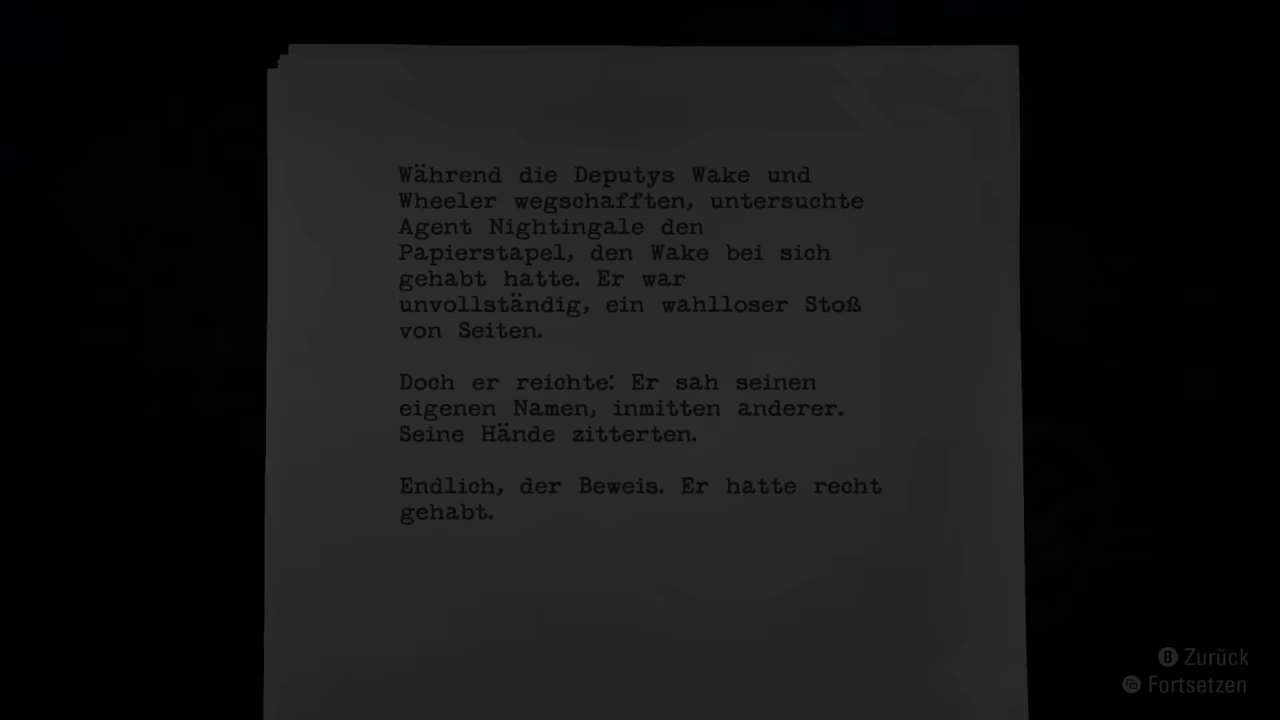 Während die Deputys Wake und
Wheeler wegschafften, untersuchte
Agent Nightingale den
Papierstapel, den Wake bei sich
gehabt hatte. Er war
unvollständig, ein wahlloser Stoß
von Seiten.
Doch er reichte: Er sah seinen
eigenen Namen, inmitten anderer.
Seine Hände zitterten.
Endlich, der Beweis. Er hatte recht
gehabt.
B Zurück
Fortsetzen